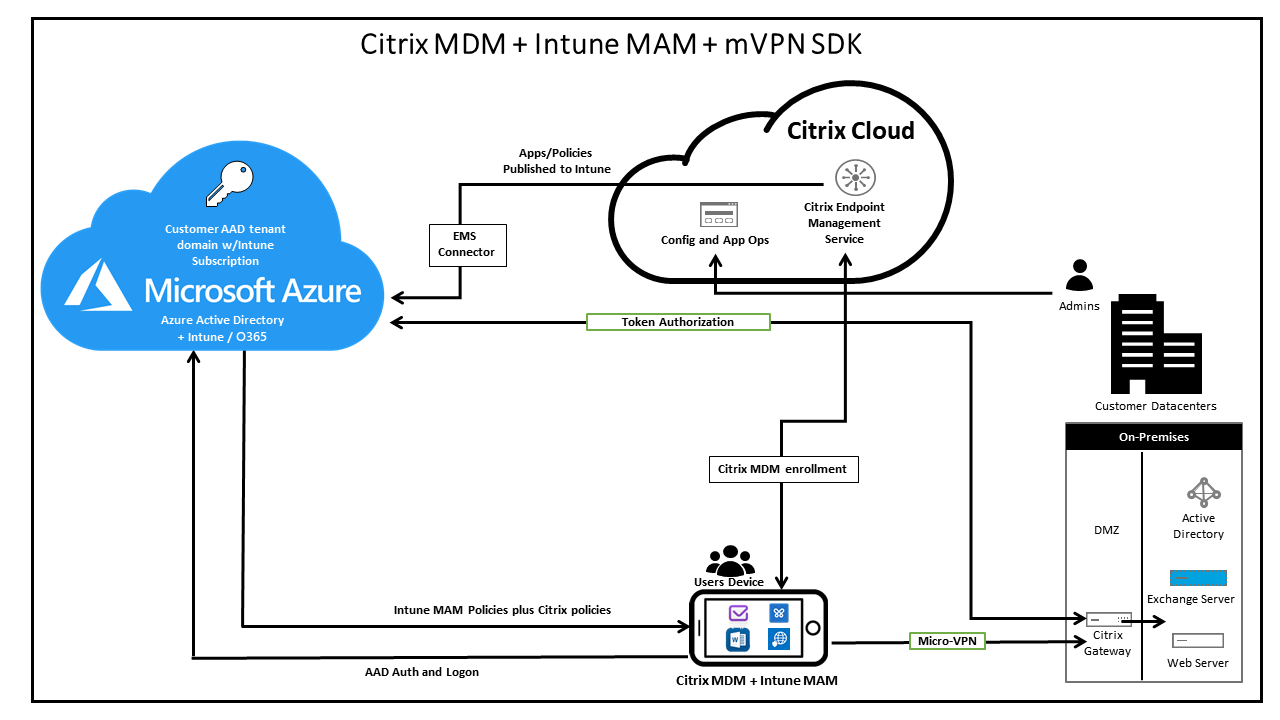 Citrix MDM + Intune MAM + mVPN SDK
Citrix Cloud
Apps/Policies
Published to Intune
Citrix Endpoint
Management
Service
Config and App Ops
EMS
Connector
Customer AAD tenant
domain w/Intune
Subscription
Microsoft Azure
Azure Active Directory
+ Intune / O365
Admins
Token Authorization
Customer Datacenters
On-Premises
DMZ
Active
Directory
Exchange Server
Citrix
Gateway
Web Server
Citrix MDM enrollment
Users Device
Intune MAM Policies plus Citrix policies
Micro-VPN
AAD Auth and Logon
Citrix MDM + Intune MAM